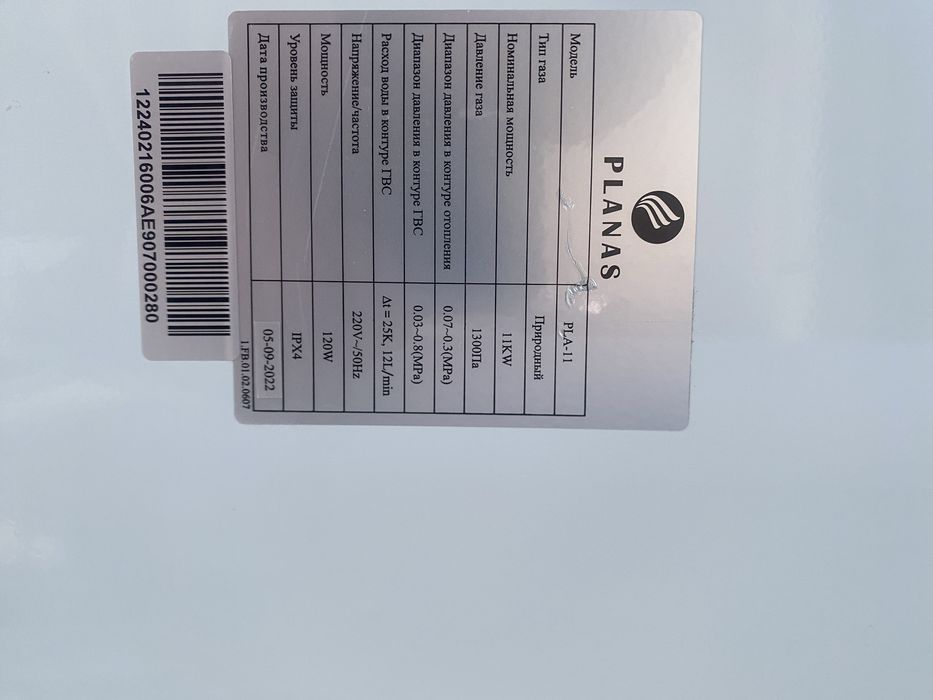 PLANAS
Модель PLA-11
Тип газа Природный
Номинальная мощность 11KW
Давление газа 1300Па
Диапазон давления в контуре отопления 0.07~0.3(MPa)
Диапазон давления в контуре ГВС 0.03~0.8(MPa)
Расход воды в контуре ГВС Δt = 25K, 12L/min
Напряжение/частота 220V~/50Hz
Мощность 120W
Уровень защиты IPX4
Дата производства 05-09-2022
1.FB.01.02.0607
12240216006AE907000280